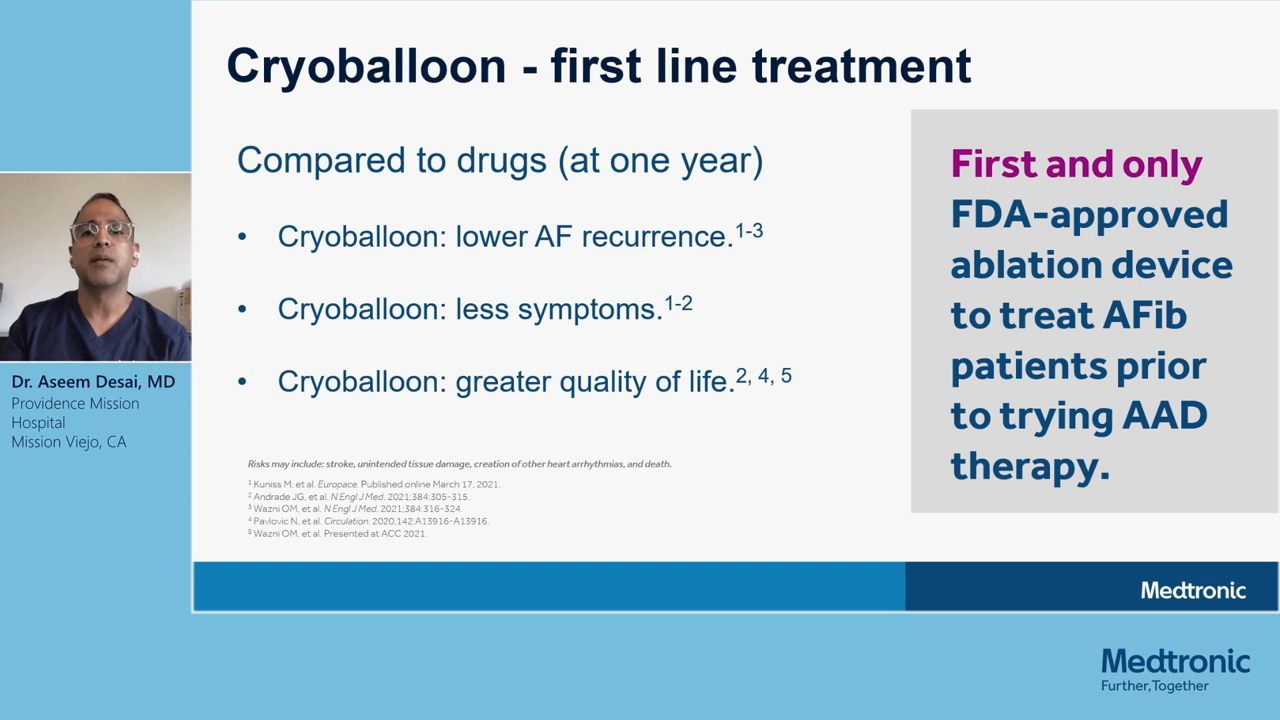 Cryoballoon - first line treatment
Compared to drugs (at one year)
• Cryoballoon: lower AF recurrence.1-3
• Cryoballoon: less symptoms.1-2
• Cryoballoon: greater quality of life.2, 4, 5
First and only
FDA-approved
ablation device
to treat AFib
patients prior
to trying AAD
therapy.
Risks may include: stroke, unintended tissue damage, creation of other heart arrhythmias, and death.
1 Kuniss M. et al. Europace. Published online March 17. 2021.
2 Andrade JG, et al. N Engl J Med. 2021;384:305-315.
3 Wazni OM, et al. N Engl J Med. 2021;384:316-324.
4 Pavlovic N. et al. Circulation. 2020;142:A13916-A13916.
5 Wazni OM. et al. Presented at ACC 2021.
Medtronic
Dr. Aseem Desai, MD
Providence Mission
Hospital
Mission Viejo, CA
Medtronic
Further, Together